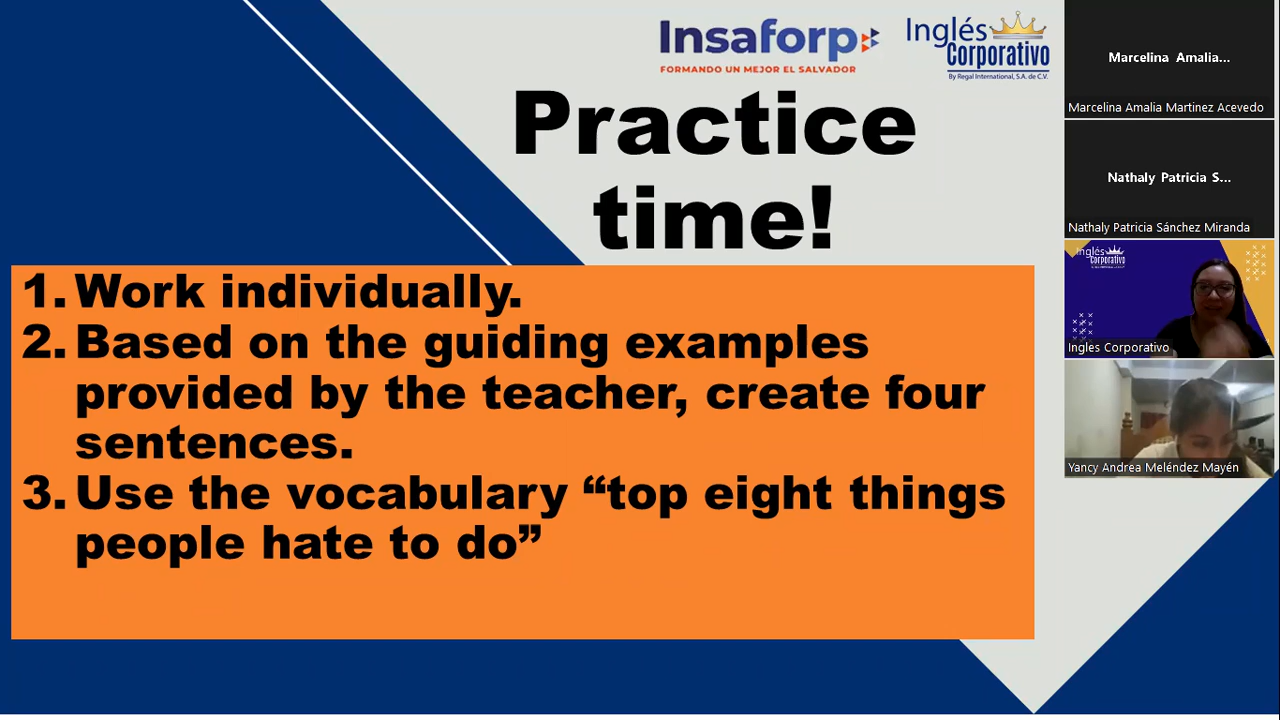 Insaforp
FORMANDO UN MEJOR EL SALVADOR
Inglés
Corporativo
By Regal International, S.A. de C.V.
Practice
time!
1. Work individually.
2. Based on the guiding examples
provided by the teacher, create four
sentences.
3. Use the vocabulary “top eight things
people hate to do”
Marcelina Amalia...
Marcelina Amalia Martinez Acevedo
Nathaly Patricia S...
Nathaly Patricia Sánchez Miranda
Inglés
Corporativo
Ingles Corporativo
Yancy Andrea Meléndez Mayén